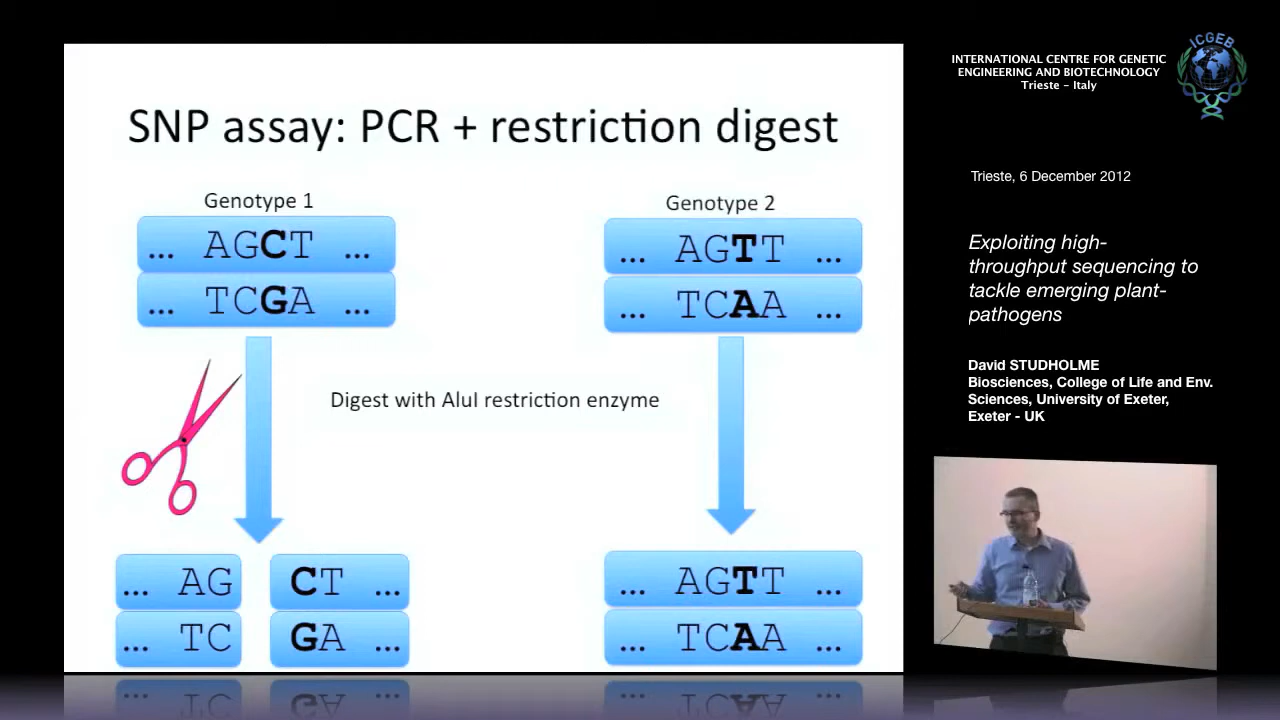 SNP assay: PCR + restriction digest
Genotype 1
... AGCT ...
... TCGA ...
Genotype 2
... AGTT ...
... TCAA ...
Digest with AluI restriction enzyme
... AG
CT ...
... TC
GA ...
... AGTT ...
... TCAA ...
INTERNATIONAL CENTRE FOR GENETIC
ENGINEERING AND BIOTECHNOLOGY
Trieste - Italy
ICGEB
Trieste, 6 December 2012
Exploiting high-
throughput sequencing to
tackle emerging plant-
pathogens
David STUDHOLME
Biosciences, College of Life and Env.
Sciences, University of Exeter,
Exeter - UK